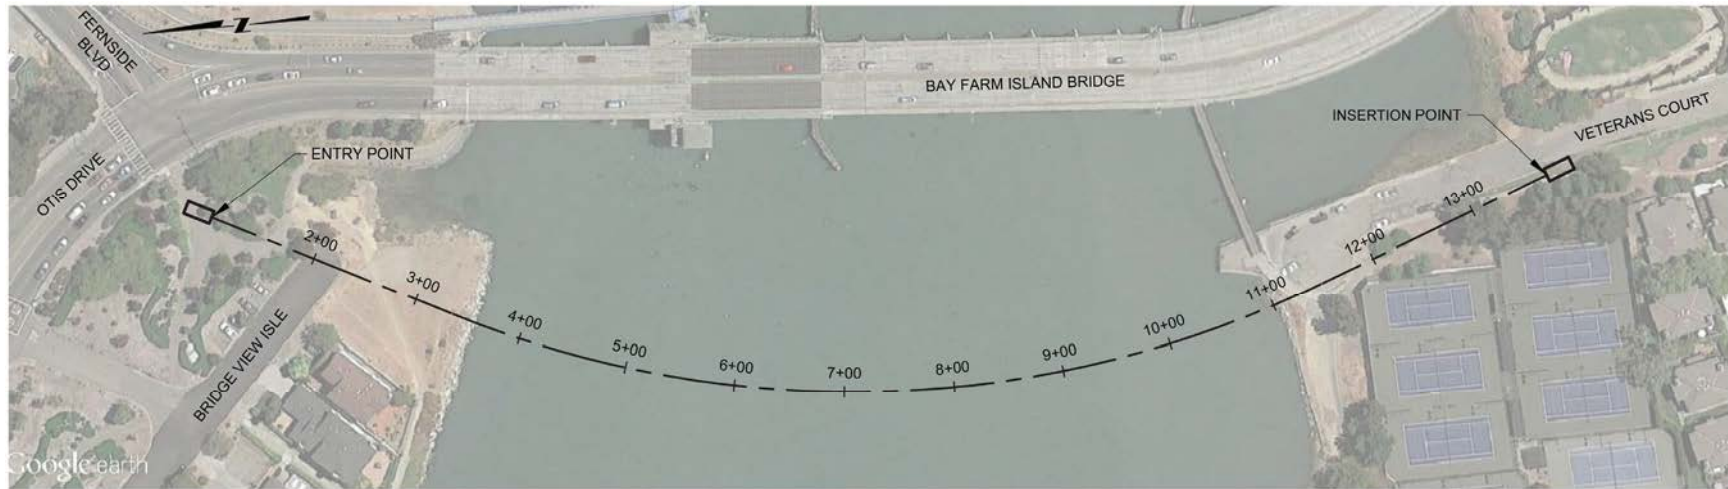 FERNSIDE
BLVD
Z
OTIS DRIVE
ENTRY POINT
BAY FARM ISLAND BRIDGE
INSERTION POINT
VETERANS COURT
BRIDGE VIEW ISLE
2+00
3+00
4+00
5+00
6+00
7+00
8+00
9+00
10+00
11+00
12+00
13+00
Google earth